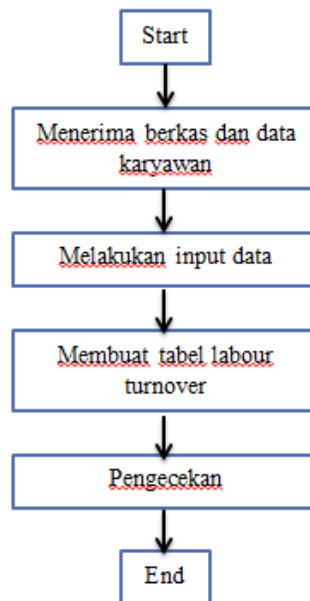 Start
Menerima berkas dan data
karyawan
Melakukan input data
Membuat tabel labour
turnover
Pengecekan
End